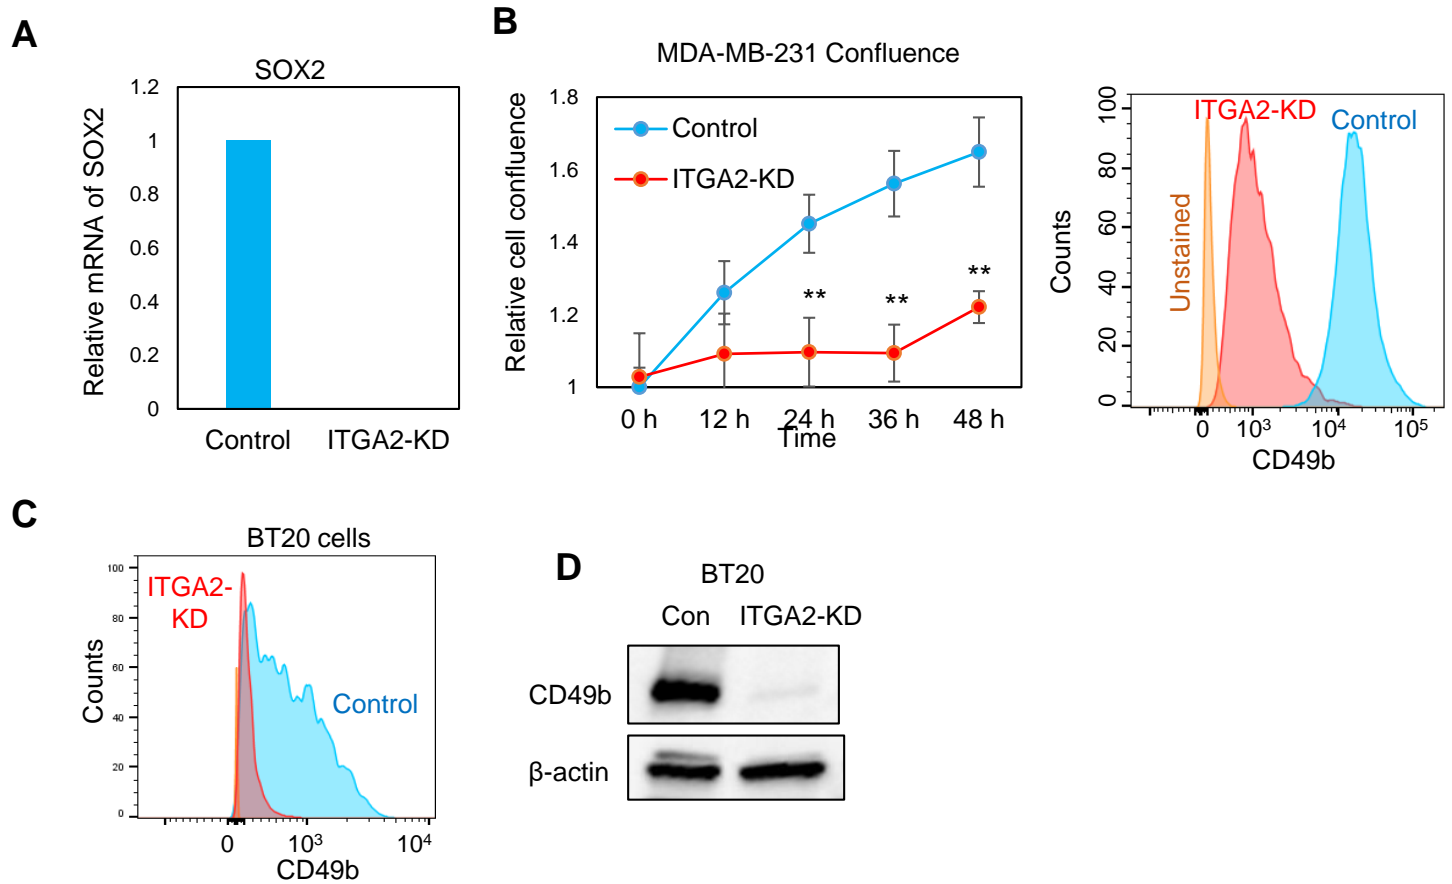 A
SOX2
Relative mRNA of SOX2
1.2
1
0.8
0.6
0.4
0.2
0
Control ITGA2-KD
B
MDA-MB-231 Confluence
Relative cell confluence
1.8
1.6
1.4
1.2
1
Control
ITGA2-KD
**
**
**
0 h 12 h 24 h 36 h 48 h
Time
Counts
100
80
60
40
20
0
Unstained
ITGA2-KD
Control
0 10³ 10⁴ 10⁵
CD49b
C
BT20 cells
Counts
100
80
60
40
20
0
ITGA2-
KD
Control
0 10³ 10⁴
CD49b
D
BT20
Con ITGA2-KD
CD49b
β-actin